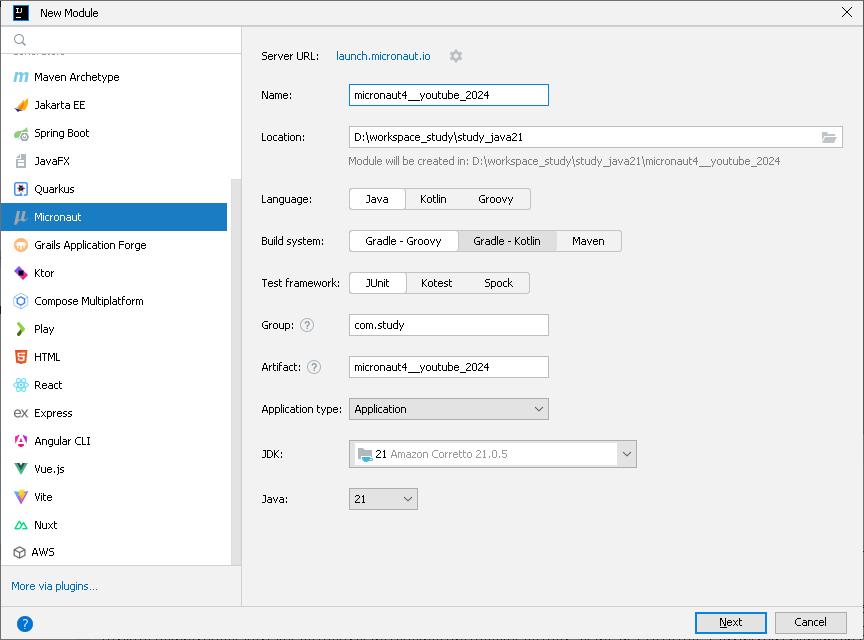 New Module
Server URL: launch.micronaut.io
Name: micronaut4__youtube_2024
Location: D:\workspace_study\study_java21
Module will be created in: D:\workspace_study\study_java21\micronaut4__youtube_2024
Language: Java Kotlin Groovy
Build system: Gradle - Groovy Gradle - Kotlin Maven
Test framework: JUnit Kotest Spock
Group: ? com.study
Artifact: ? micronaut4__youtube_2024
Application type: Application
JDK: 21 Amazon Corretto 21.0.5
Java: 21
Maven Archetype
Jakarta EE
Spring Boot
JavaFX
Quarkus
Micronaut
Grails Application Forge
Ktor
Compose Multiplatform
Play
HTML
React
Express
Angular CLI
Vue.js
Vite
Nuxt
AWS
More via plugins...
? Next Cancel